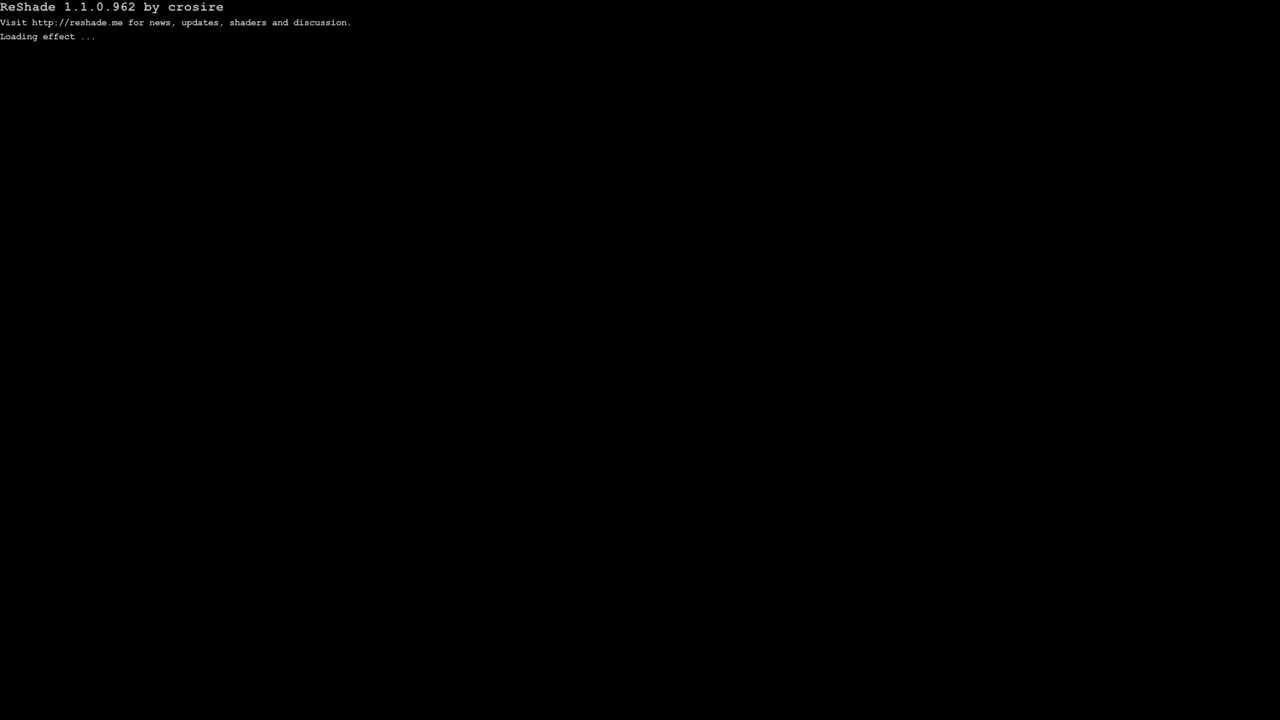 ReShade 1.1.0.962 by crosire
Visit http://reshade.me for news, updates, shaders and discussion.
Loading effect ...